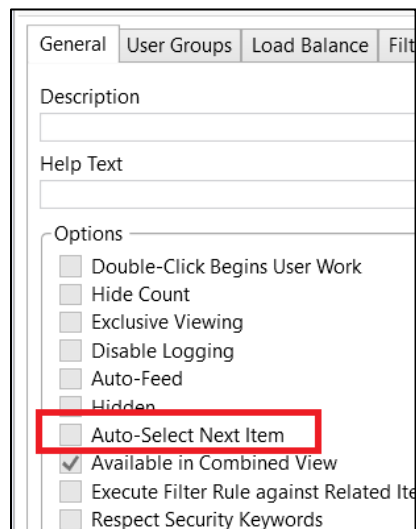 General User Groups Load Balance Filt
Description
Help Text
Options
Double-Click Begins User Work
Hide Count
Exclusive Viewing
Disable Logging
Auto-Feed
Hidden
Auto-Select Next Item
Available in Combined View
Execute Filter Rule against Related Ite
Respect Security Keywords